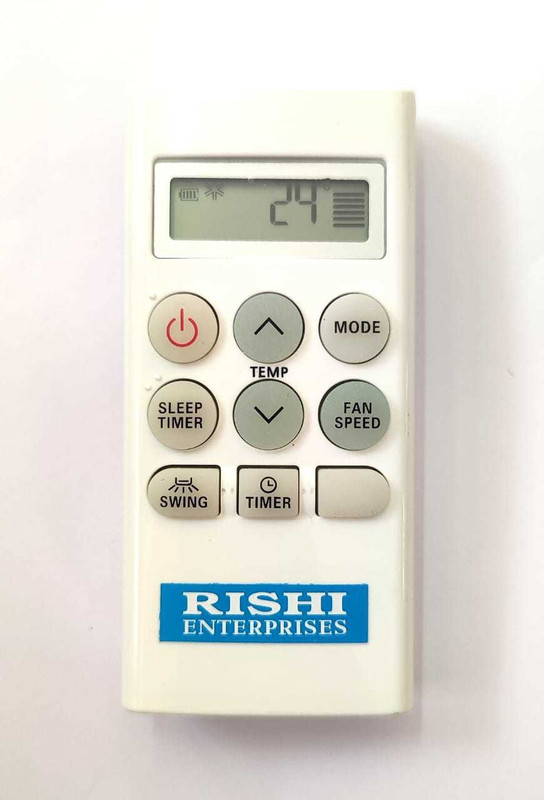 24°
MODE
TEMP
SLEEP
TIMER
FAN
SPEED
SWING
TIMER
RISHI
ENTERPRISES